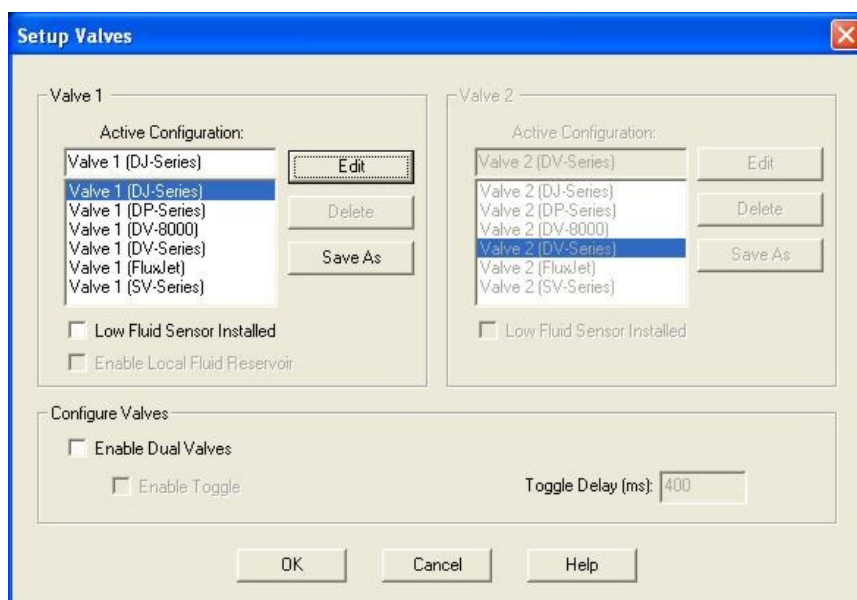 Setup Valves
Valve 1
Active Configuration:
Valve 1 (DJ-Series)
Edit
Valve 1 (DJ-Series)
Valve 1 (DP-Series)
Valve 1 (DV-8000)
Valve 1 (DV-Series)
Valve 1 (FluxJet)
Valve 1 (SV-Series)
Delete
Save As
Low Fluid Sensor Installed
Enable Local Fluid Reservoir
Valve 2
Active Configuration:
Valve 2 (DV-Series)
Edit
Valve 2 (DJ-Series)
Valve 2 (DP-Series)
Valve 2 (DV-8000)
Valve 2 (DV-Series)
Valve 2 (FluxJet)
Valve 2 (SV-Series)
Delete
Save As
Low Fluid Sensor Installed
Configure Valves
Enable Dual Valves
Enable Toggle
Toggle Delay (ms): 400
OK
Cancel
Help